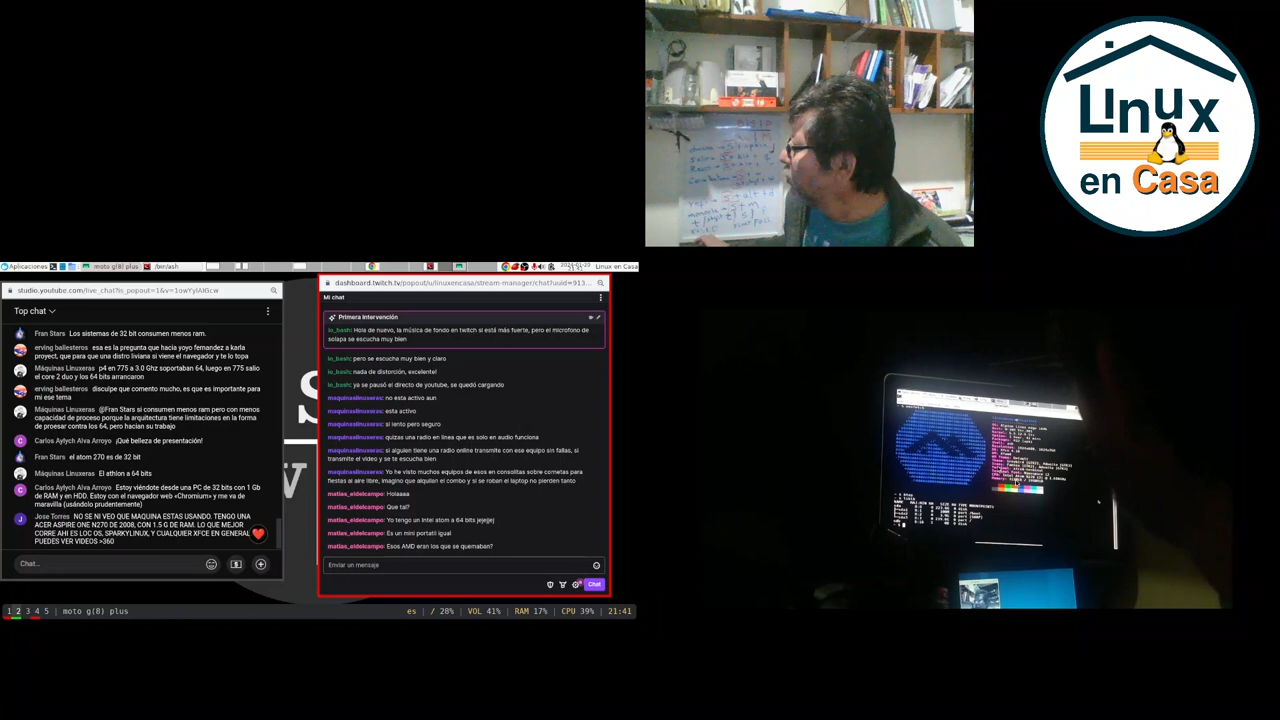 Linux
en Casa
Aplicaciones
moto g(8) plus
/bin/ash
Linux en Casa
studio.youtube.com/live_chat?is_popout=1&v=1owYylAIGcw
Top chat
Fran Stars Los sistemas de 32 bit consumen menos ram.
erving ballesteros esa es la pregunta que hacia yoyo fernandez a karla
proyect, que para que una distro liviana si viene el navegador y te lo topa
Máquinas Linuxeras p4 en 775 a 3.0 Ghz soportaban 64, luego en 775 salio
el core 2 duo y los 64 bits arrancaron
erving ballesteros disculpe que comento mucho, es que es importante para
mi ese tema
Máquinas Linuxeras @Fran Stars si consumen menos ram pero con menos
capacidad de proceso porque la arquitectura tiene limitaciones en la forma
de proesar contra los 64, pero hacian su trabajo
Carlos Aylych Alva Arroyo ¡Qué belleza de presentación!
Fran Stars el atom 270 es de 32 bit
Máquinas Linuxeras El athlon a 64 bits
Carlos Aylych Alva Arroyo Estoy viéndote desde una PC de 32 bits con 1 Gb
de RAM y en HDD. Estoy con el navegador web «Chromium» y me va de
maravilla (usándolo prudentemente)
Jose Torres NO SE NI VEO QUE MAQUINA ESTAS USANDO. TENGO UNA
ACER ASPIRE ONE N270 DE 2008, CON 1.5 G DE RAM. LO QUE MEJOR
CORRE AHI ES LOC OS, SPARKYLINUX, Y CUALQUIER XFCE EN GENERAL,
PUEDES VER VIDEOS >360
Chat...
dashboard.twitch.tv/popout/u/linuxencasa/stream-manager/chat?uuid=913...
Mi chat
Primera intervención
io_bash: Hola de nuevo, la música de fondo en twitch si está más fuerte, pero el microfono de
solapa se escucha muy bien
io_bash: pero se escucha muy bien y claro
io_bash: nada de distorción, excelente!
io_bash: ya se pausó el directo de youtube, se quedó cargando
maquinaslinuxeras: no esta activo aun
maquinaslinuxeras: esta activo
maquinaslinuxeras: si lento pero seguro
maquinaslinuxeras: quizas una radio en linea que es solo en audio funciona
maquinaslinuxeras: si alguien tiene una radio online transmite con ese equipo sin fallas, si
transmite el video y se te escucha bien
maquinaslinuxeras: Yo he visto muchos equipos de esos en consolitas sobre cornetas para
fiestas al aire libre, imagino que alquilan el combo y si se roban el laptop no pierden tanto
matias_eldelcampo: Holaaaa
matias_eldelcampo: Que tal?
matias_eldelcampo: Yo tengo un intel atom a 64 bits jejejjej
matias_eldelcampo: Es un mini portatil igual
matias_eldelcampo: Esos AMD eran los que se quemaban?
Enviar un mensaje
Chat
1 2 3 4 5 | moto g(8) plus
es | / 28% | VOL 41% | RAM 17% | CPU 39% | 21:41